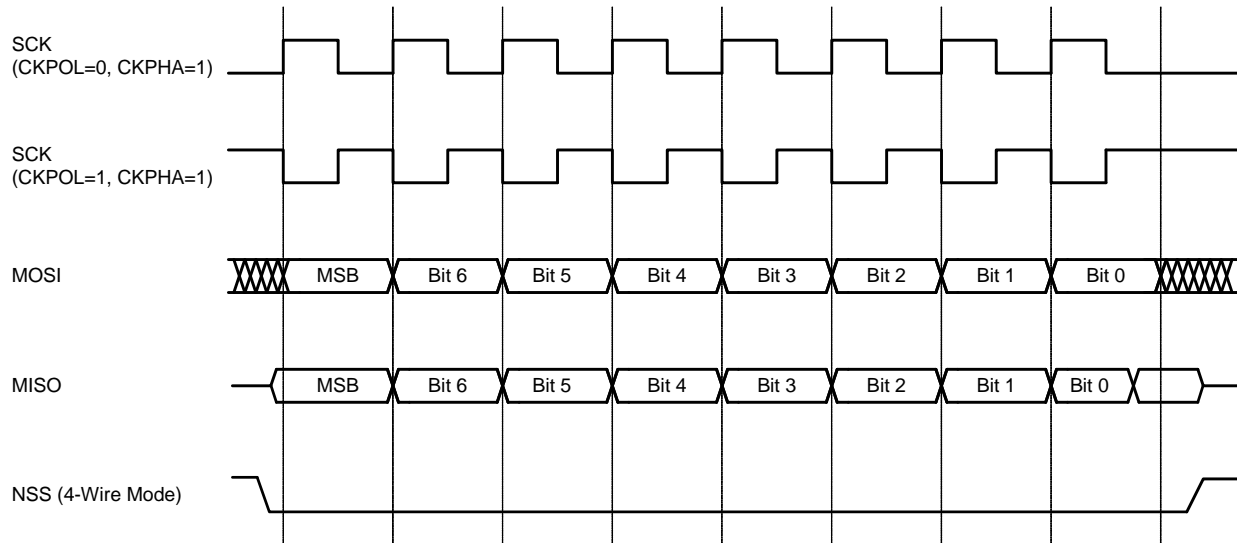 SCK
(CKPOL=0, CKPHA=1)
SCK
(CKPOL=1, CKPHA=1)
MOSI MSB Bit 6 Bit 5 Bit 4 Bit 3 Bit 2 Bit 1 Bit 0
MISO MSB Bit 6 Bit 5 Bit 4 Bit 3 Bit 2 Bit 1 Bit 0
NSS (4-Wire Mode)